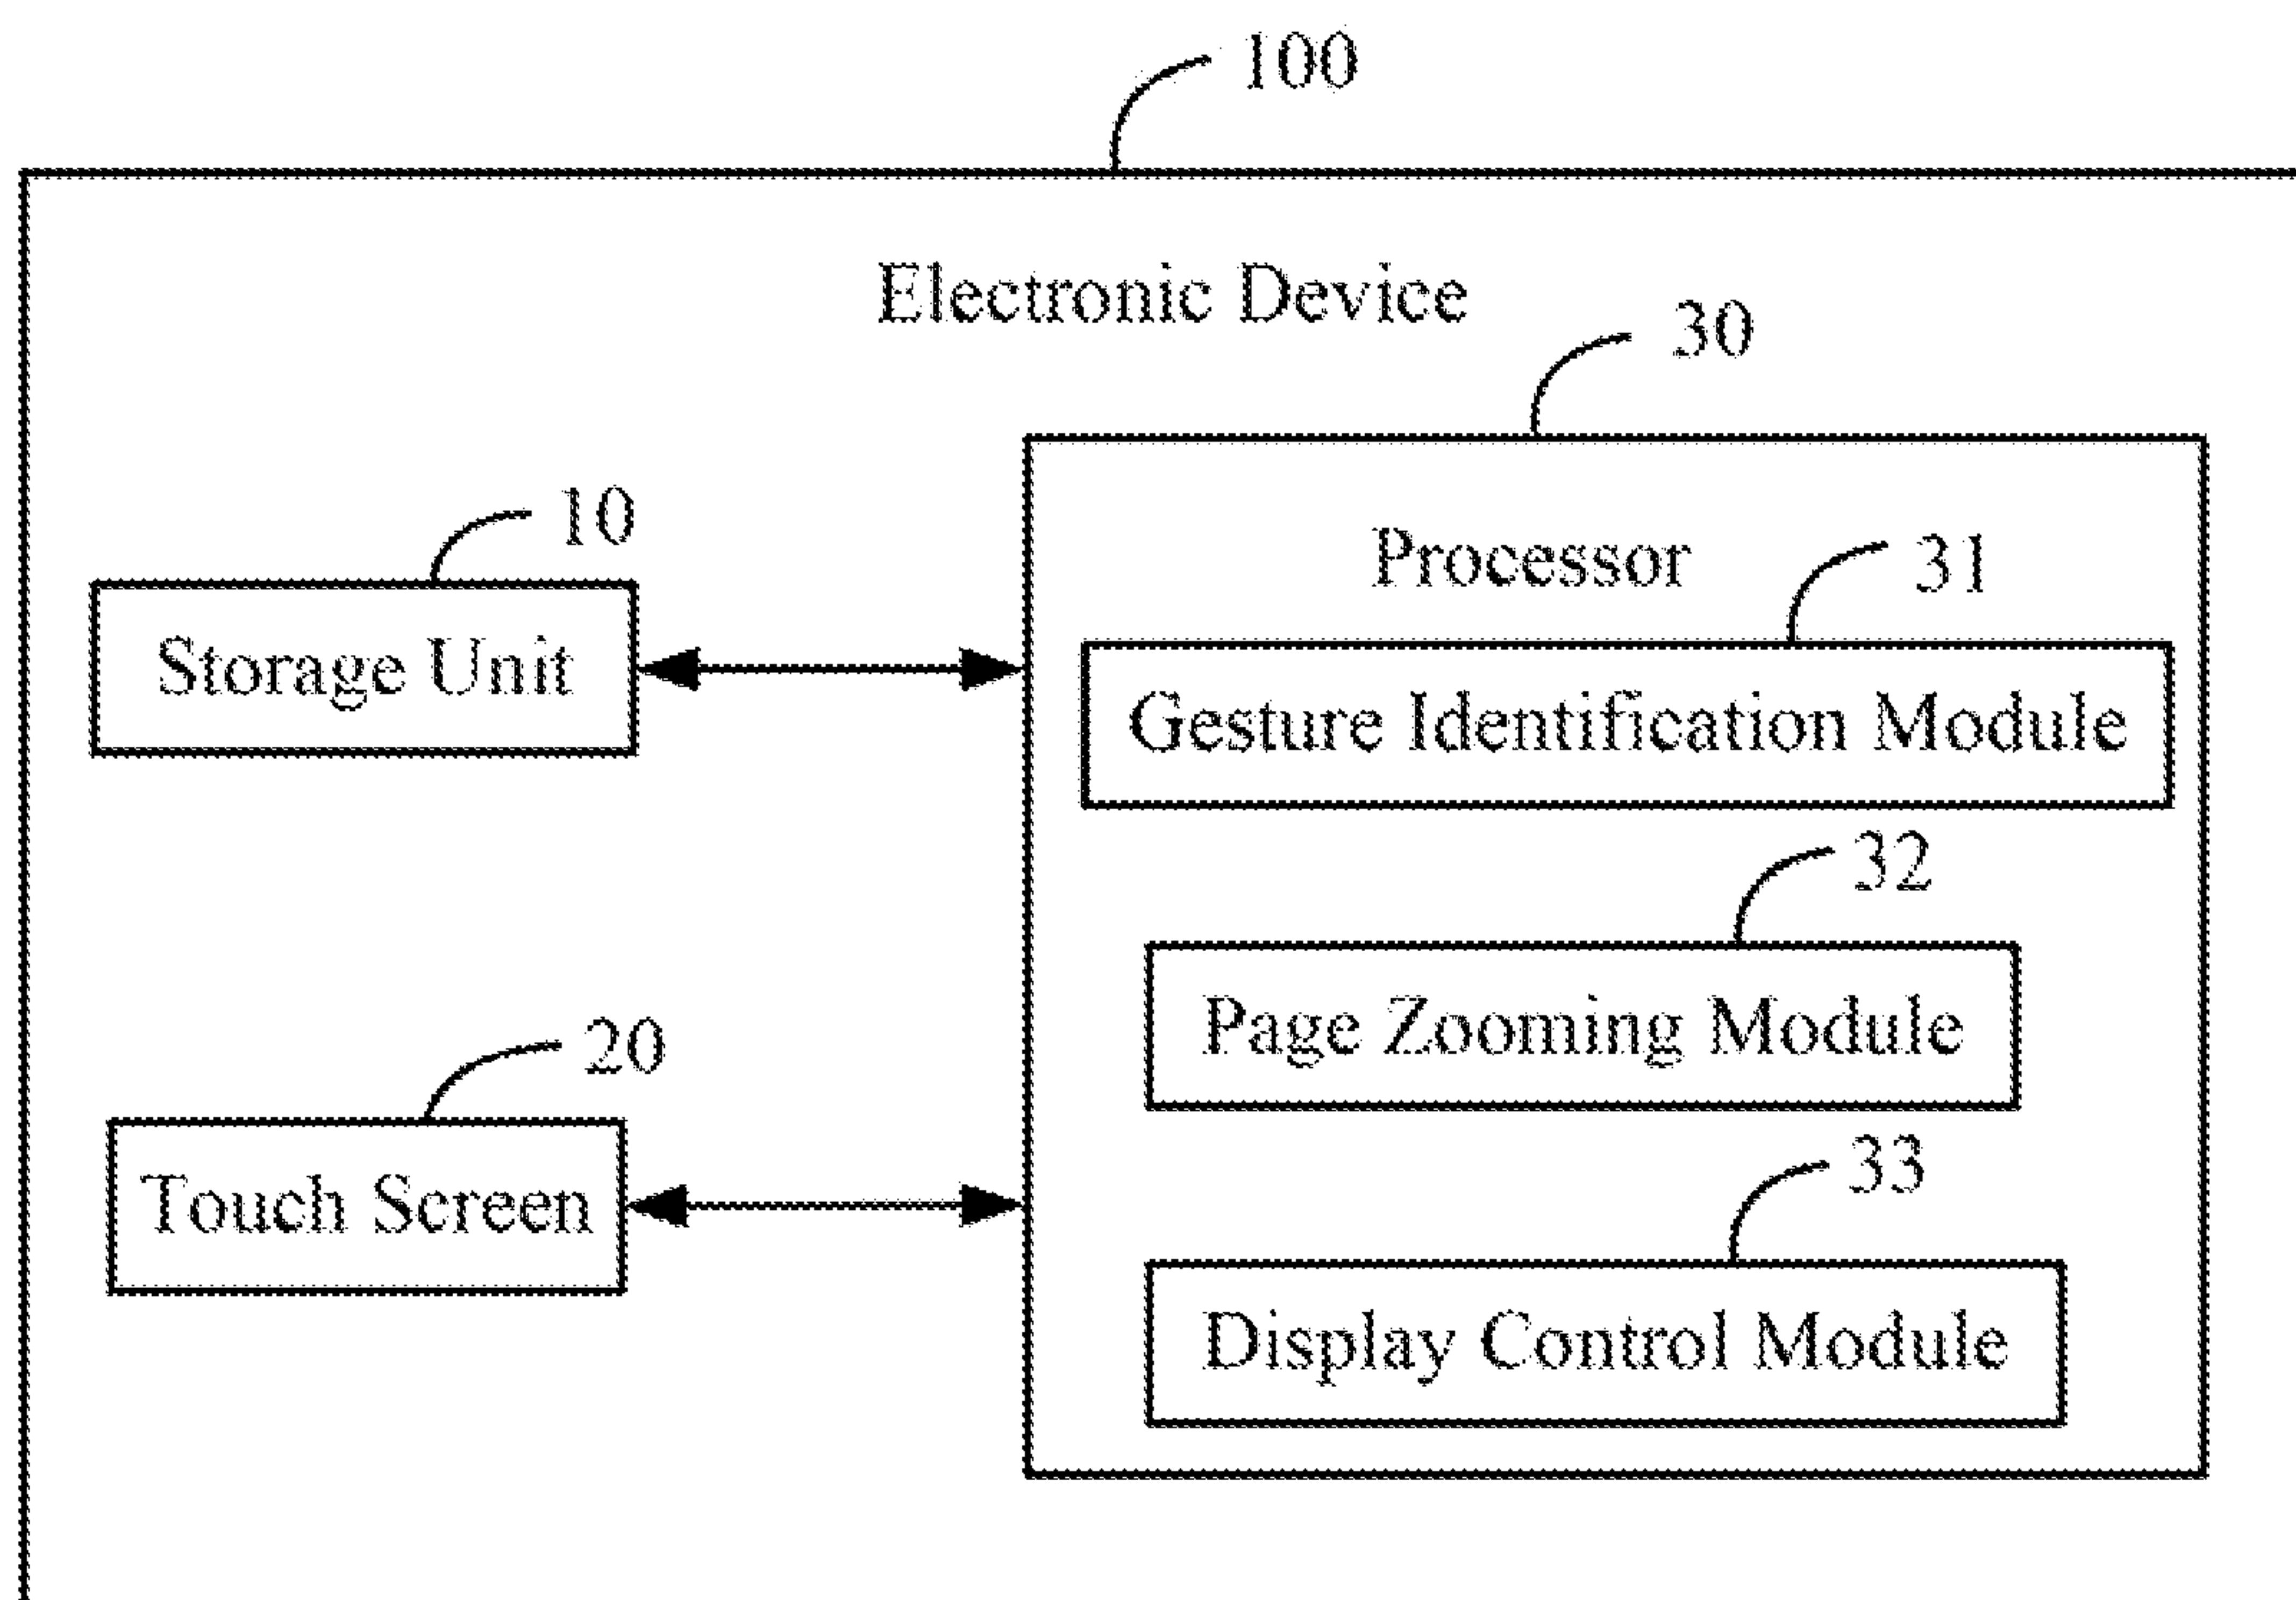 100
Electronic Device
30
10
Processor
31
Storage Unit
Gesture Identification Module
32
Page Zooming Module
20
Touch Screen
33
Display Control Module